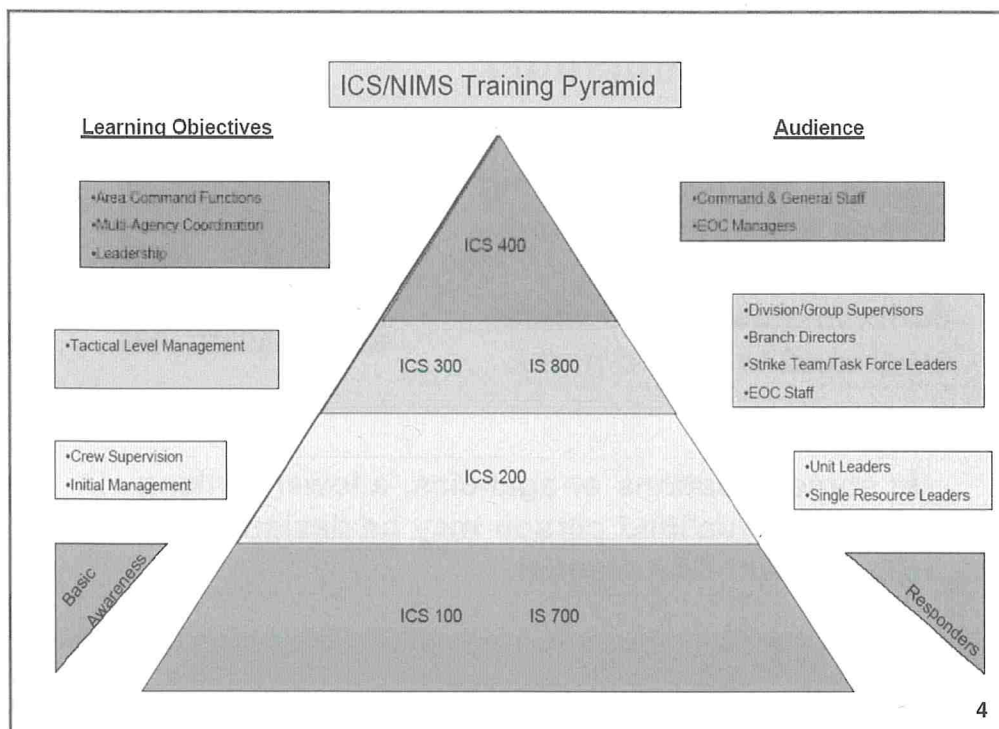 ICS/NIMS Training Pyramid
Learning Objectives
•Area Command Functions
•Multi-Agency Coordination
•Leadership
•Tactical Level Management
•Crew Supervision
•Initial Management
Basic
Awareness
ICS 400
ICS 300 IS 800
ICS 200
ICS 100 IS 700
Audience
•Command & General Staff
•EOC Managers
•Division/Group Supervisors
•Branch Directors
•Strike Team/Task Force Leaders
•EOC Staff
•Unit Leaders
•Single Resource Leaders
Responders
4